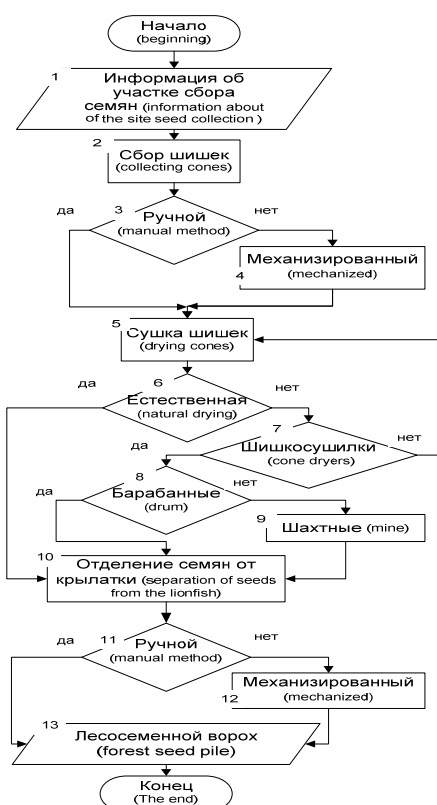 Начало
(beginning)
1
Информация об
участке сбора
семян (information about
of the site seed collection )
2
Сбор шишек
(collecting cones)
да
3
Ручной
(manual method)
нет
Механизированный
(mechanized)
4
5
Сушка шишек
(drying cones)
да
6
Естественная
(natural drying)
нет
7
Шишкосушилки
(cone dryers)
да
нет
8
Барабанные
(drum)
да
нет
9
Шахтные (mine)
10
Отделение семян от
крылатки (separation of seeds
from the lionfish)
да
11
Ручной
(manual method)
нет
Механизированный
(mechanized)
12
13
Лесосеменной ворох
(forest seed pile)
Конец
(The end)